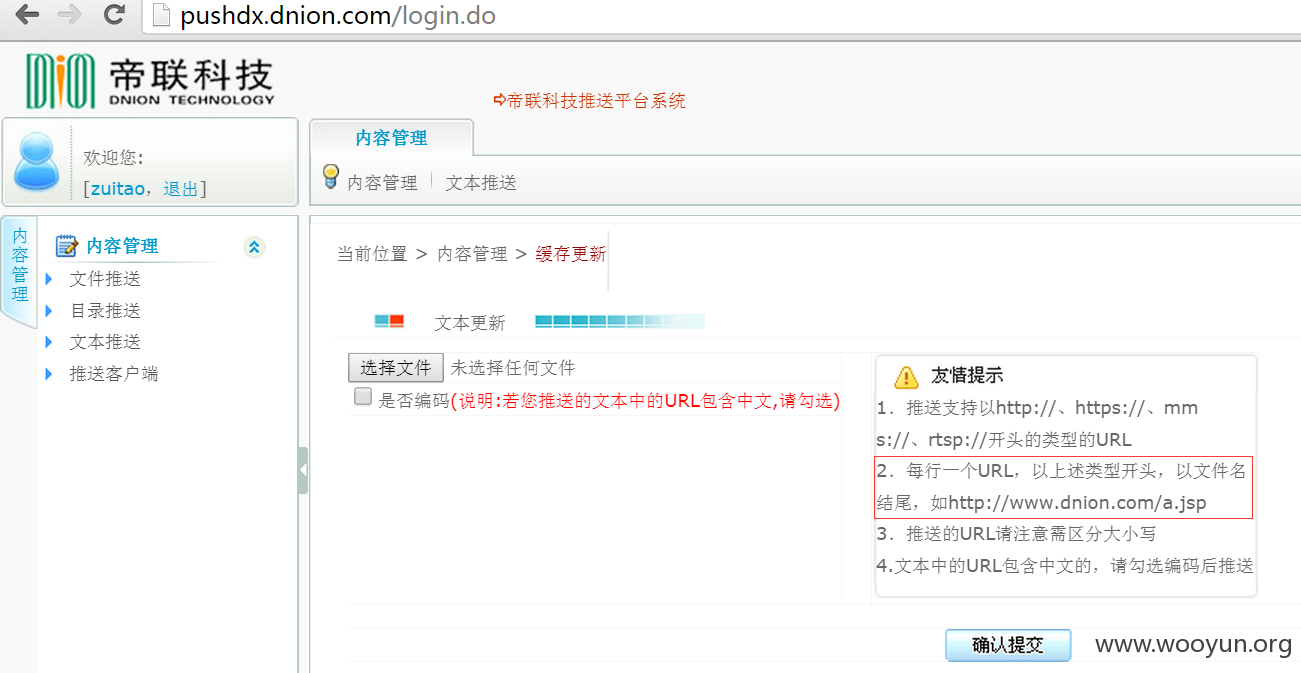 pushdx.dnion.com/login.do
帝联科技
DNION TECHNOLOGY
⇨帝联科技推送平台系统
内容管理
欢迎您:
[zuitao，退出]
内容管理 | 文本推送
内容管理
内容管理
文件推送
目录推送
文本推送
推送客户端
当前位置 > 内容管理 > 缓存更新
文本更新
选择文件 未选择任何文件
是否编码(说明:若您推送的文本中的URL包含中文,请勾选)
友情提示
1．推送支持以http://、https://、mm
s://、rtsp://开头的类型的URL
2．每行一个URL，以上述类型开头，以文件名
结尾，如http://www.dnion.com/a.jsp
3．推送的URL请注意需区分大小写
4.文本中的URL包含中文的，请勾选编码后推送
确认提交
www.wooyun.org